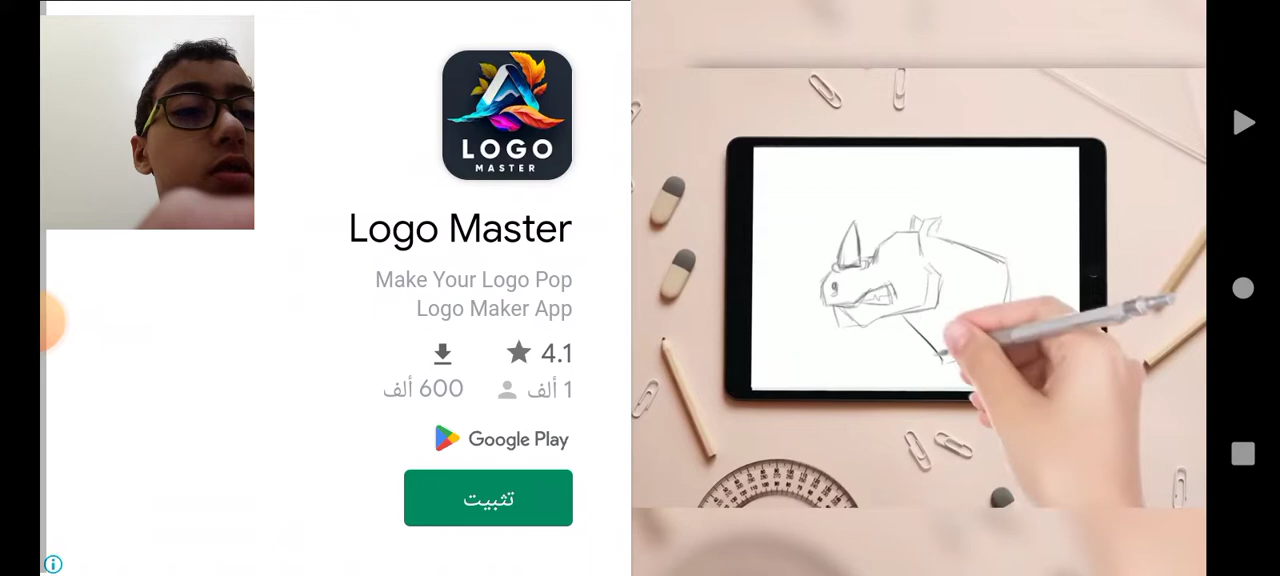 LOGO
MASTER
Logo Master
Make Your Logo Pop
Logo Maker App
4.1
1 ألف
600 ألف
Google Play
تثبيت